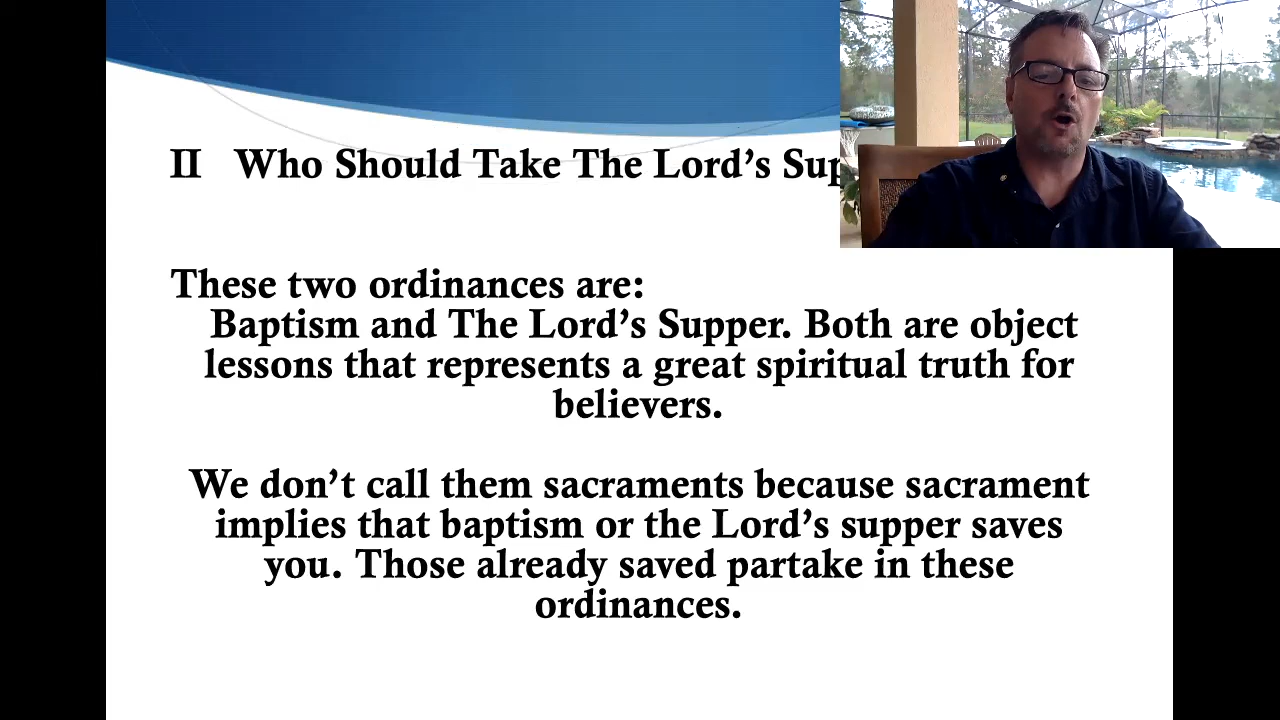 II Who Should Take The Lord’s Sup
These two ordinances are:
Baptism and The Lord’s Supper. Both are object
lessons that represents a great spiritual truth for
believers.
We don’t call them sacraments because sacrament
implies that baptism or the Lord’s supper saves
you. Those already saved partake in these
ordinances.